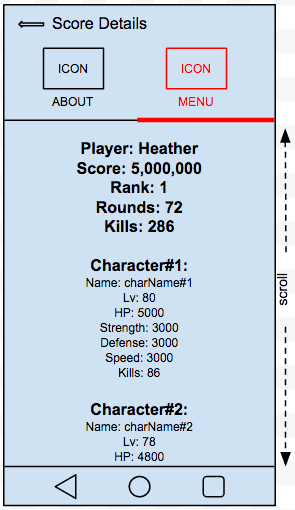 Score Details
ICON
ICON
ABOUT
MENU
Player: Heather
Score: 5,000,000
Rank: 1
Rounds: 72
Kills: 286
Character#1:
Name: charName#1
Lv: 80
HP: 5000
Strength: 3000
Defense: 3000
Speed: 3000
Kills: 86
Character#2:
Name: charName#2
Lv: 78
HP: 4800
scroll